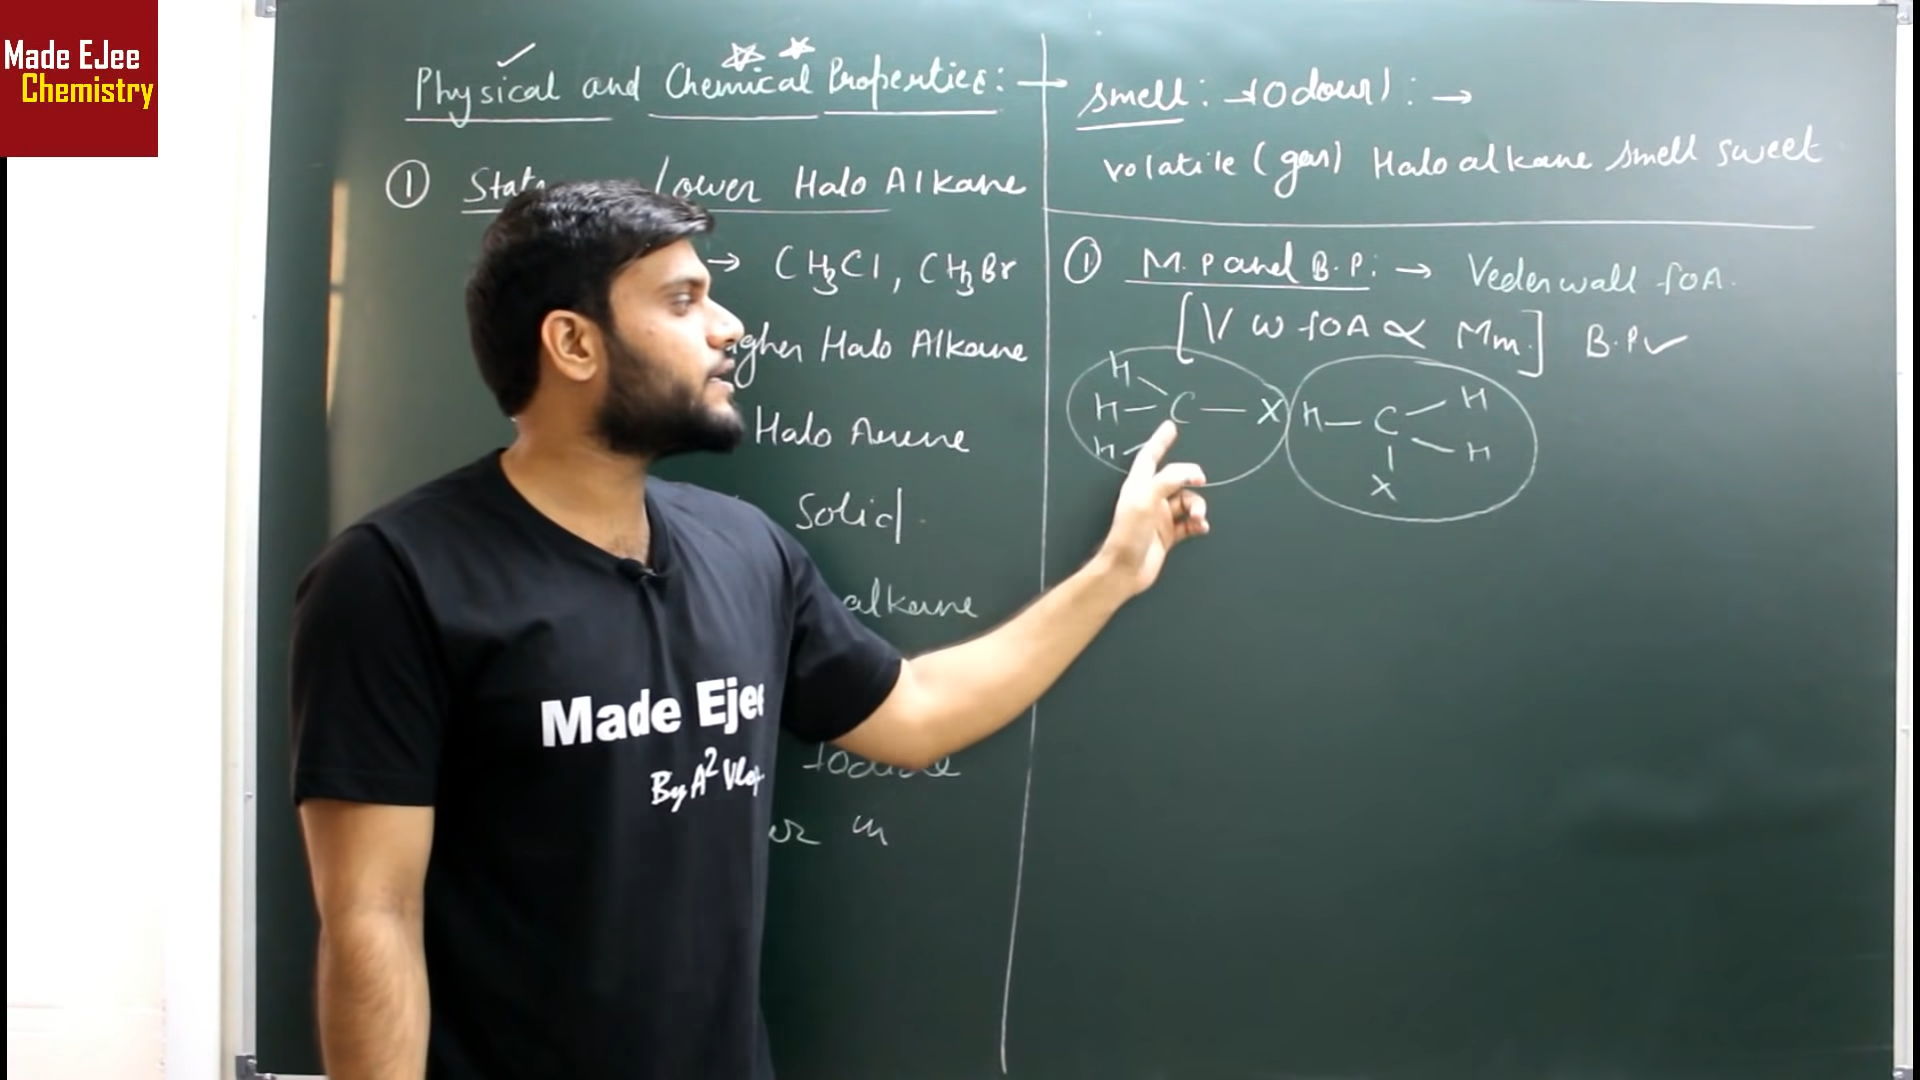 Made EJee
Chemistry
Physical and Chemical Properties: →
① State Lower Halo Alkane
→ CH3Cl, CH3Br
Halo Alkane
Halo Arene
Solid
alkane
smell: (Odour): →
volatile (gas) Halo alkane smell sweet
① M.P and B.P: → Vederwall foA.
[V W foA ∝ Mm.] B.P ✓
H
H — C — X
H
H — C — H
H
X
Made Ejee
By A² Vlog